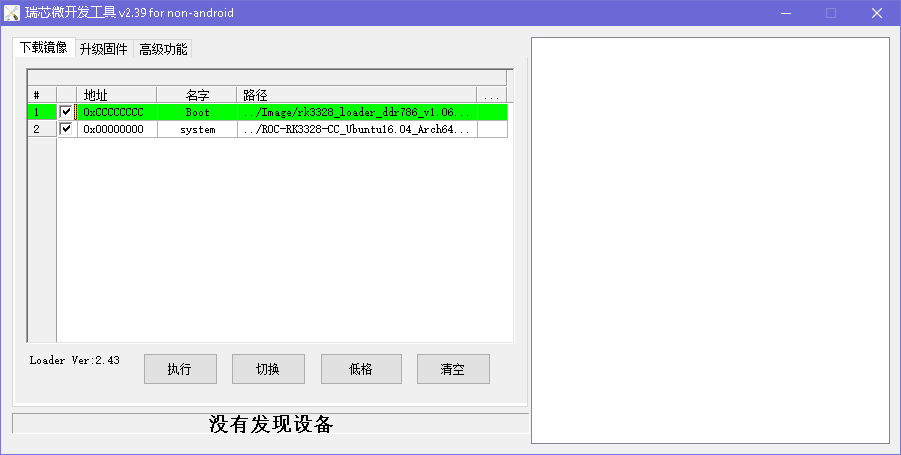 瑞芯微开发工具 v2.39 for non-android
下载镜像 升级固件 高级功能
# 地址 名字 路径 ...
1 0xCCCCCCCC Boot ../Image/rk3328_loader_ddr786_v1.06...
2 0x00000000 system ../ROC-RK3328-CC_Ubuntu16.04_Arch64...
Loader Ver:2.43 执行 切换 低格 清空
没有发现设备